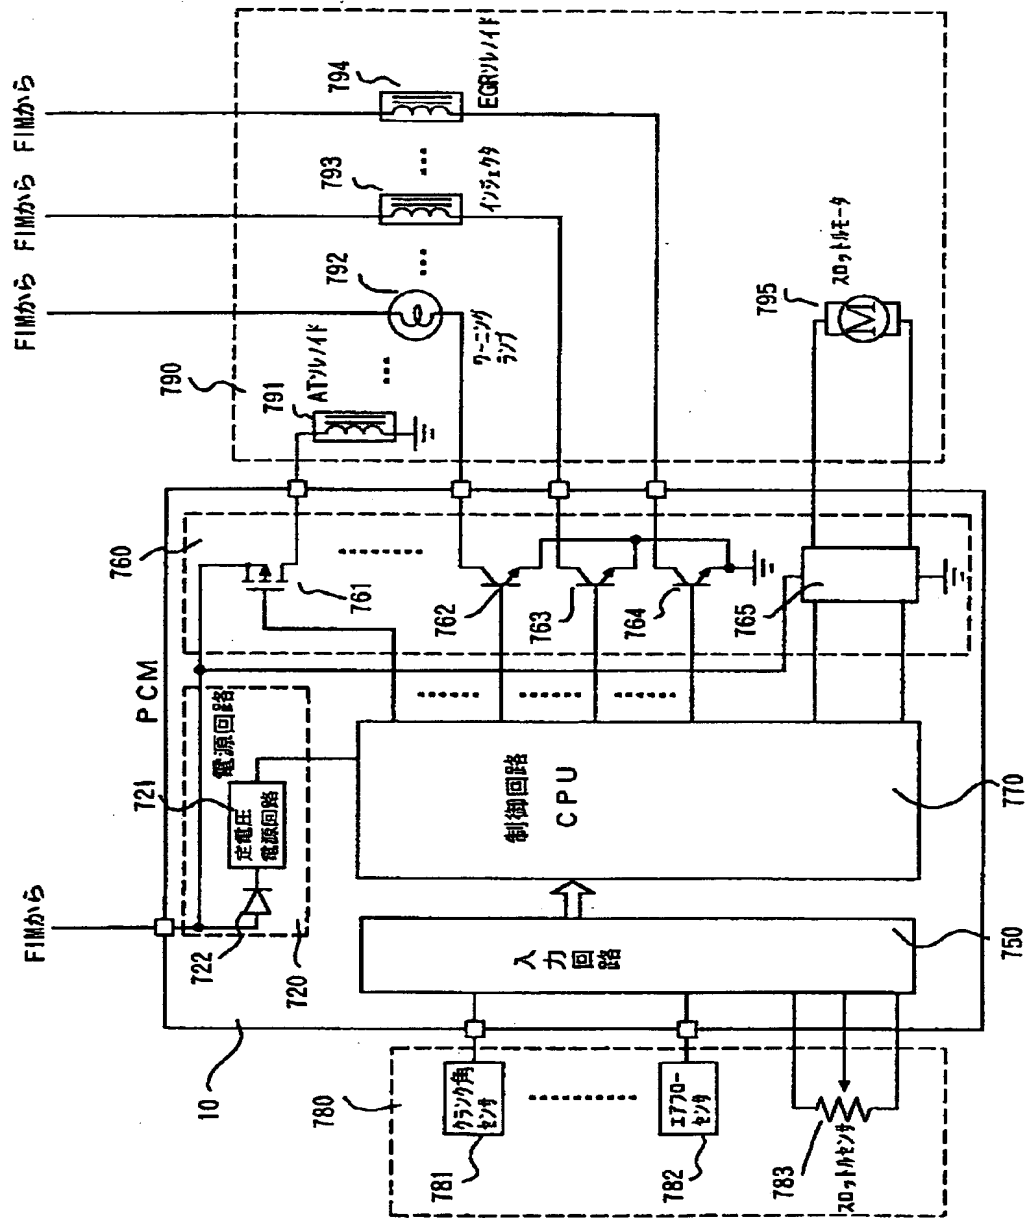 FIMから
FIMから
FIMから
FIMから
790
791
ATソレノイド
792
ワーニング
ランプ
793
インジェクタ
794
EGRソレノイド
795
スロットルモータ
M
PCM
760
761
762
763
764
765
電源回路
721
定電圧
電源回路
722
720
制御回路
CPU
770
入力回路
750
10
780
クランク角
センサ
781
エアフロー
センサ
782
783
スロットルセンサ